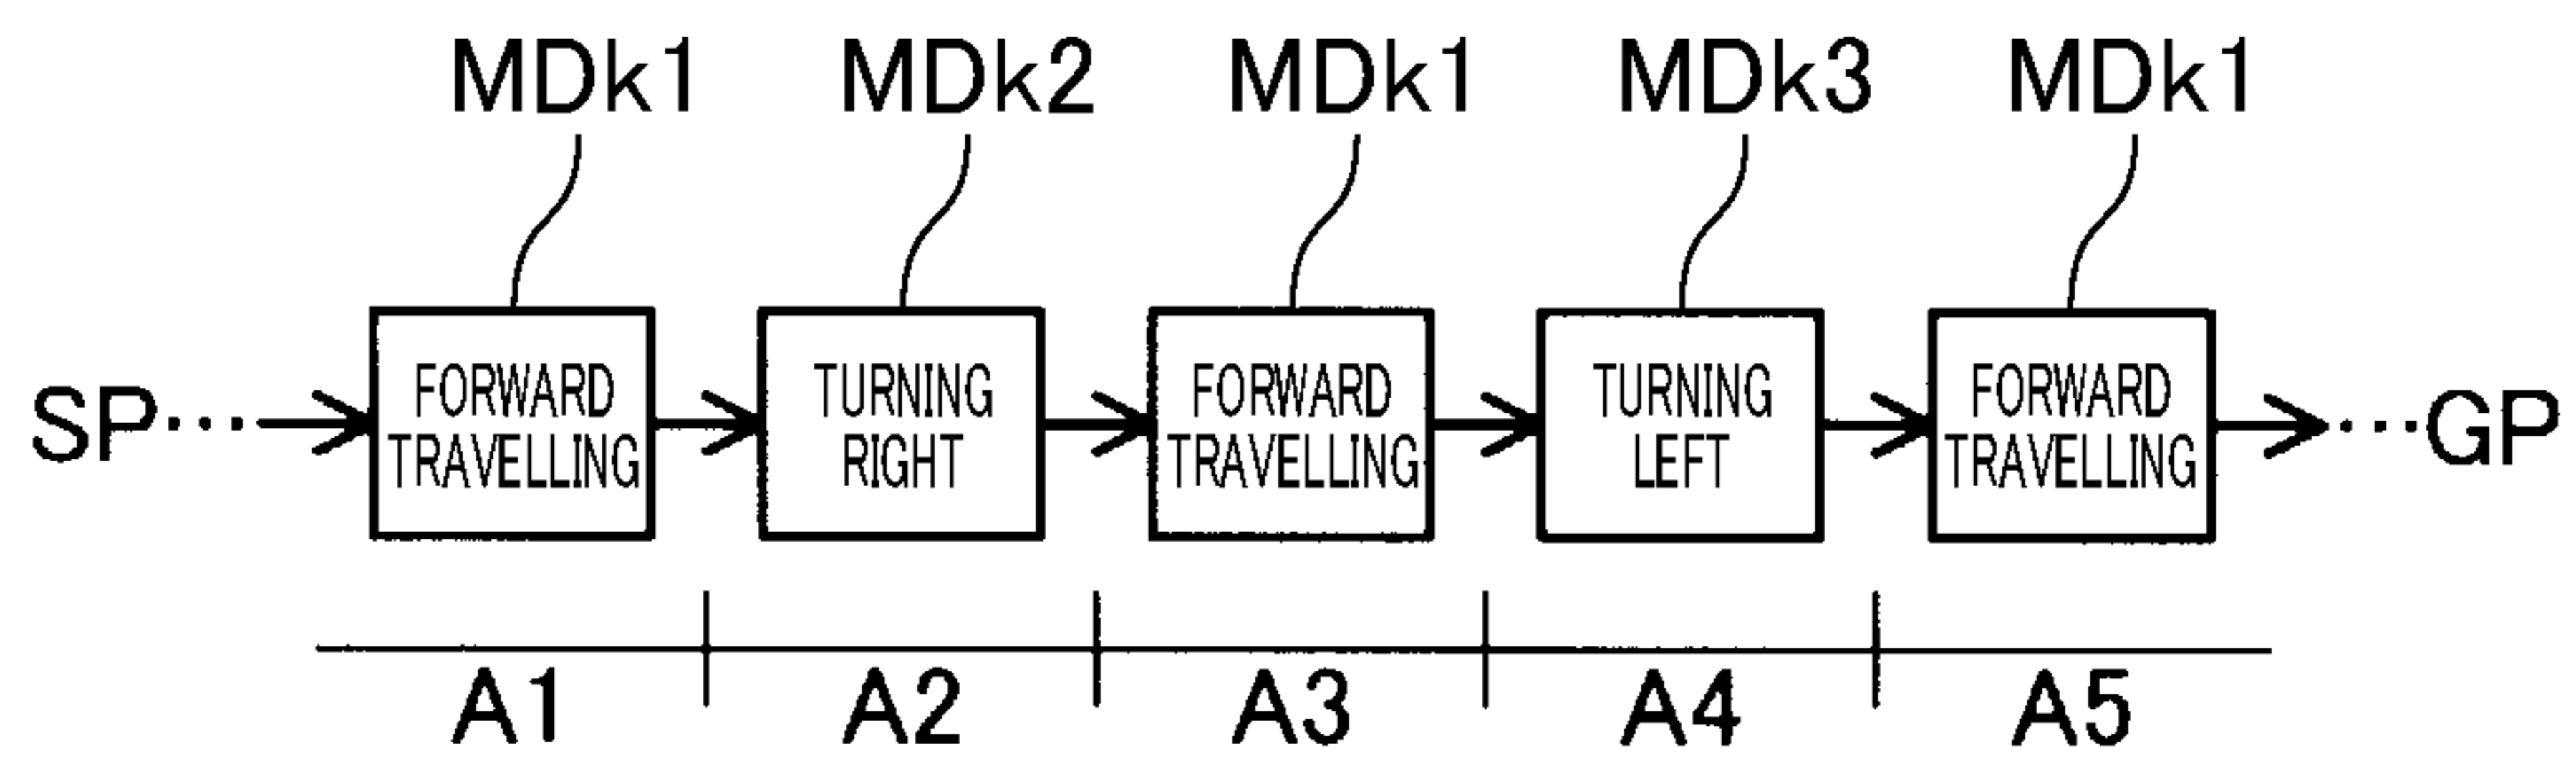 MDk1 MDk2 MDk1 MDk3 MDk1
SP··· FORWARD TURNING FORWARD TURNING FORWARD ···GP
TRAVELLING RIGHT TRAVELLING LEFT TRAVELLING
A1 A2 A3 A4 A5